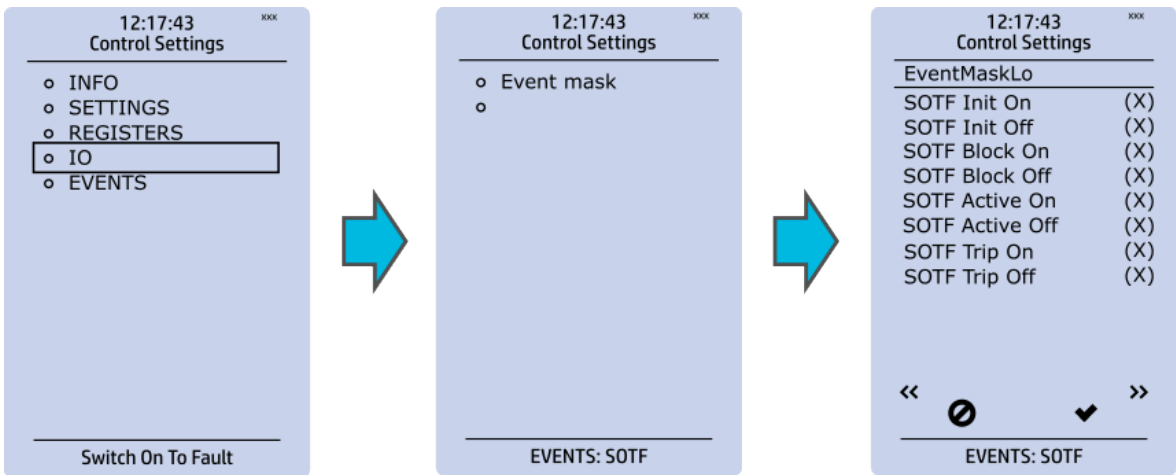 12:17:43
xxx
Control Settings
INFO
SETTINGS
REGISTERS
IO
EVENTS
Switch On To Fault
12:17:43
xxx
Control Settings
Event mask
EVENTS: SOTF
12:17:43
xxx
Control Settings
EventMaskLo
SOTF Init On (X)
SOTF Init Off (X)
SOTF Block On (X)
SOTF Block Off (X)
SOTF Active On (X)
SOTF Active Off (X)
SOTF Trip On (X)
SOTF Trip Off (X)
<< >>
EVENTS: SOTF